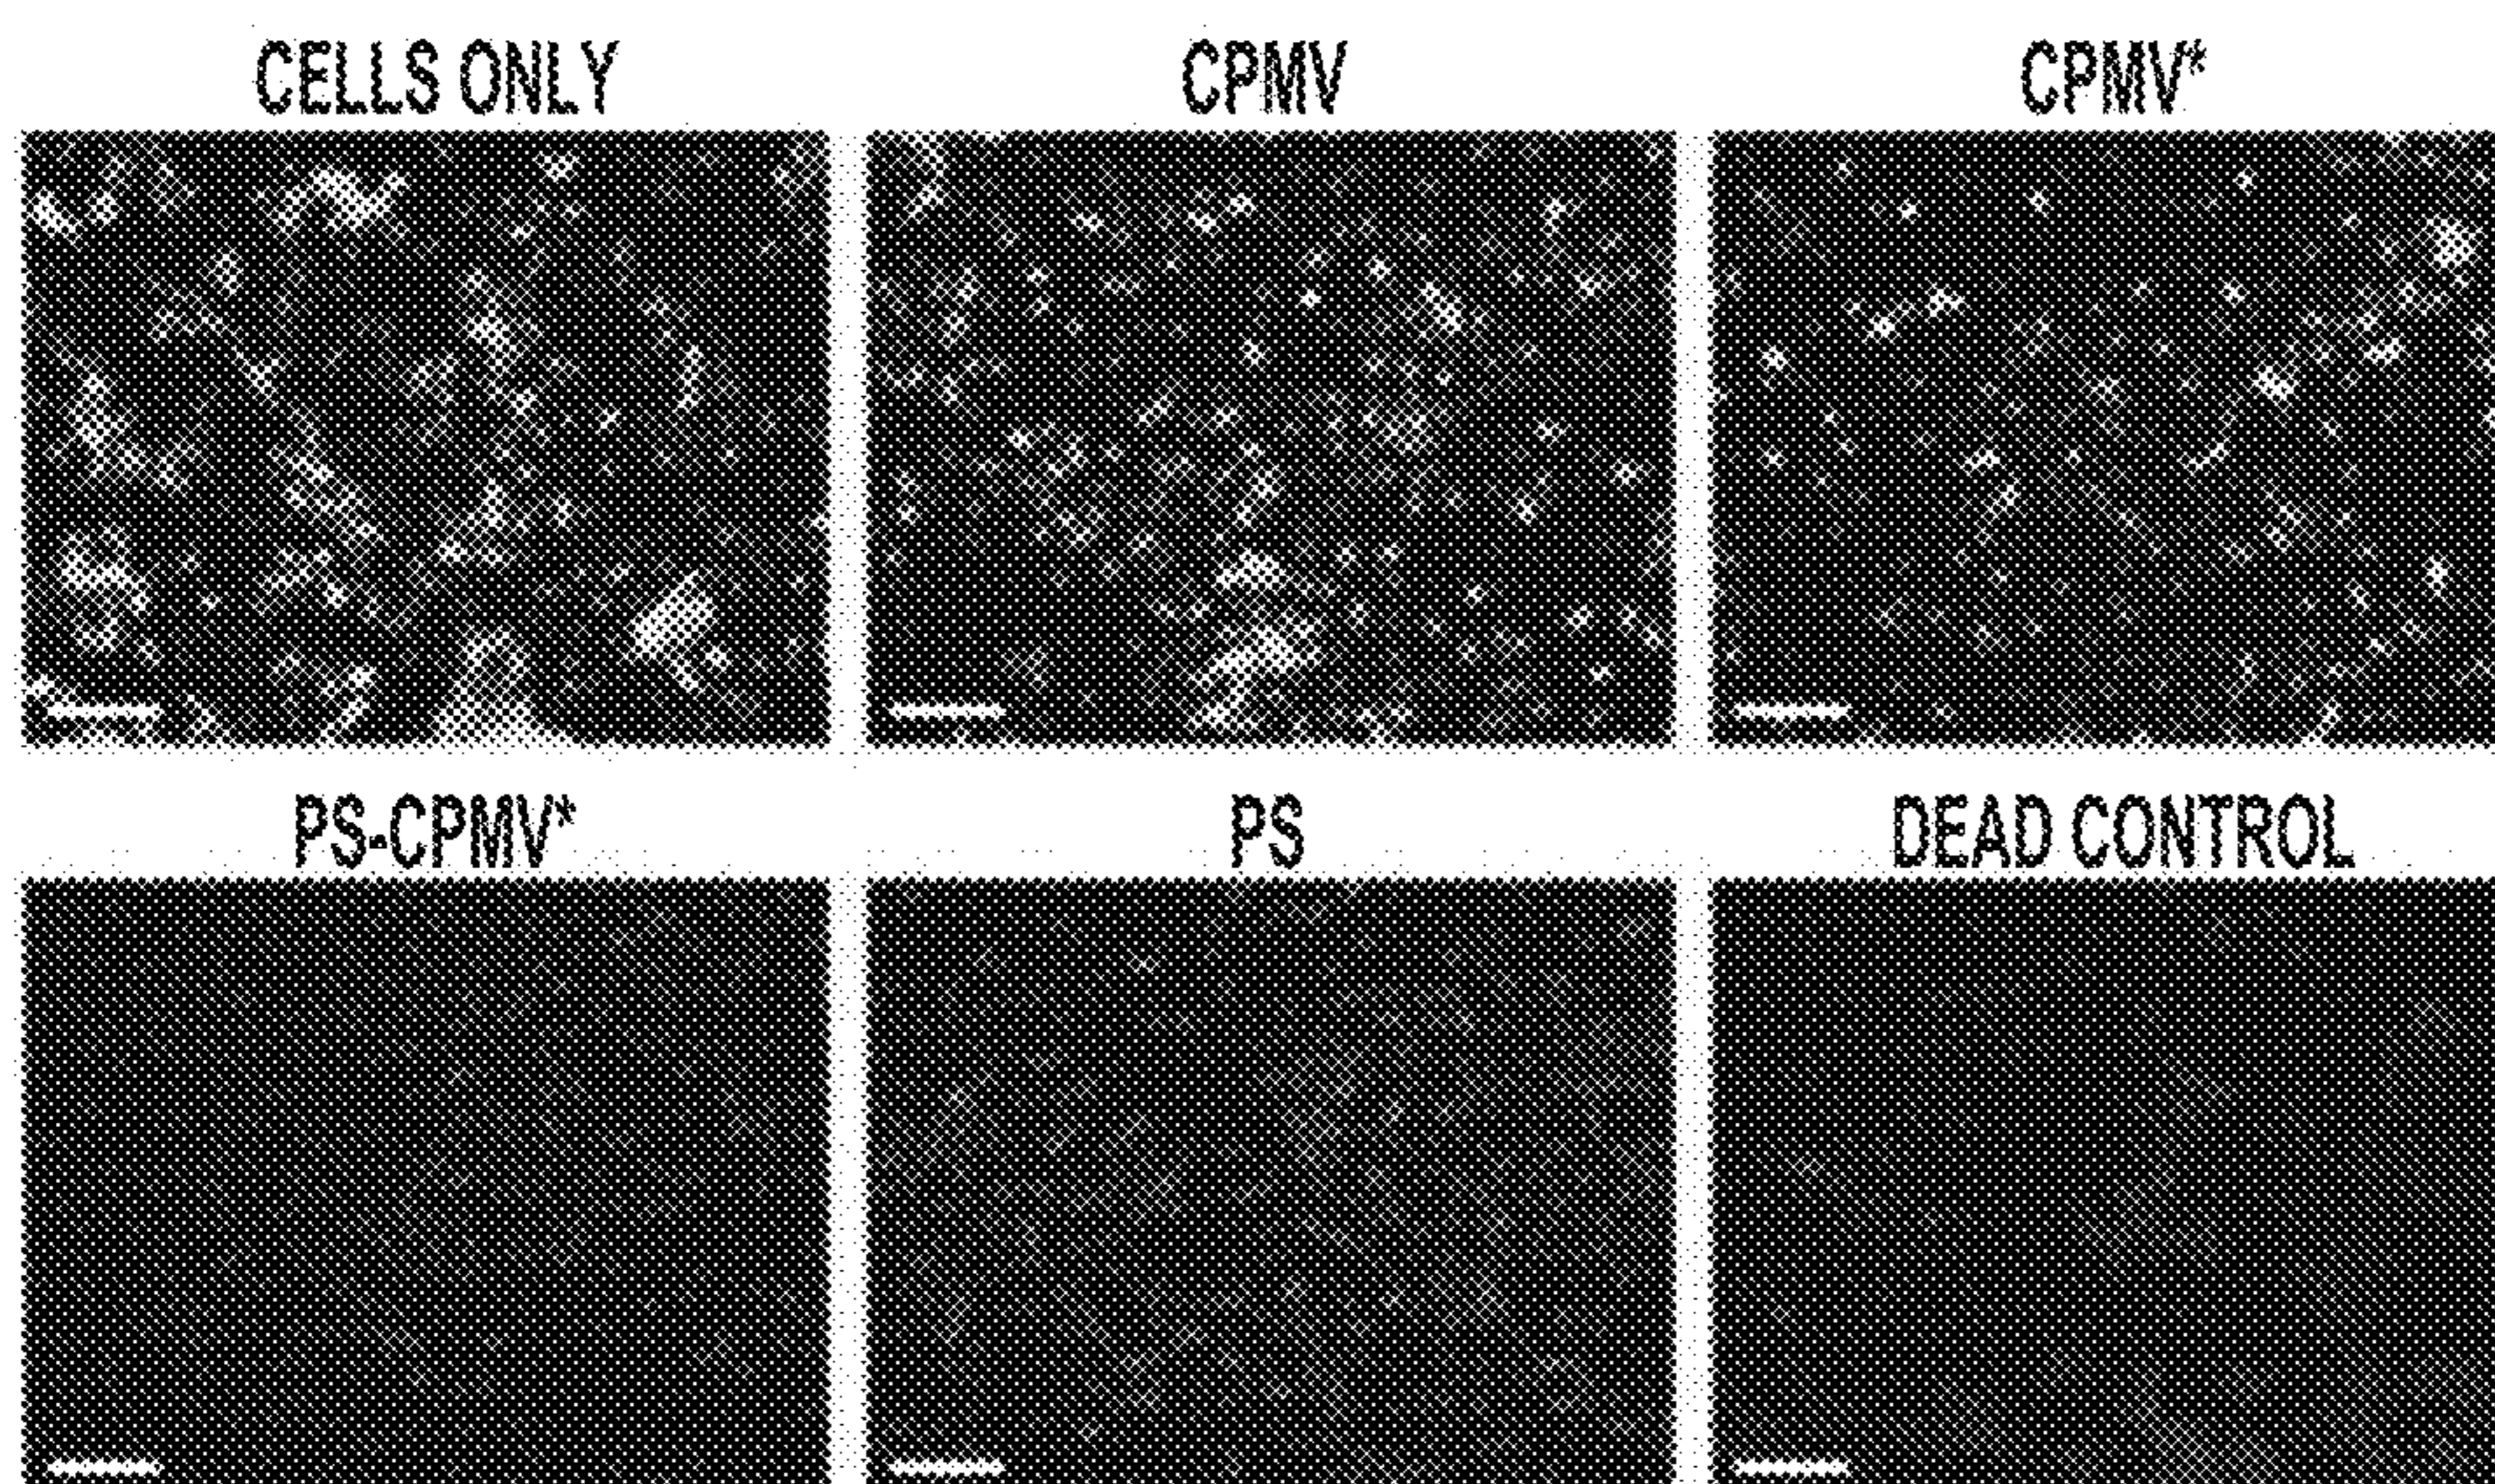 CELLS ONLY
CPMV
CPMV*
PS-CPMV*
PS
DEAD CONTROL